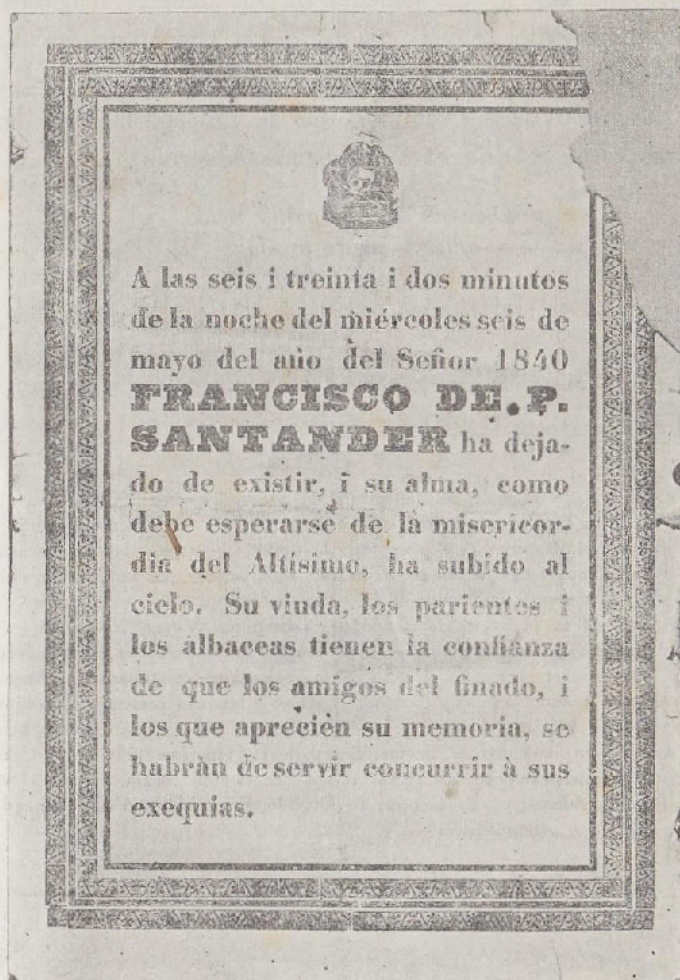 A las seis i treinta i dos minutos
de la noche del miércoles seis de
mayo del año del Señor 1840
FRANCISCO DE. P.
SANTANDER ha deja-
do de existir, i su alma, como
debe esperarse de la misericor-
dia del Altísimo, ha subido al
cielo. Su viuda, los parientes i
los albaceas tienen la confianza
de que los amigos del finado, i
los que aprecièn su memoria, se
habràn de servir concurrir à sus
exequias.